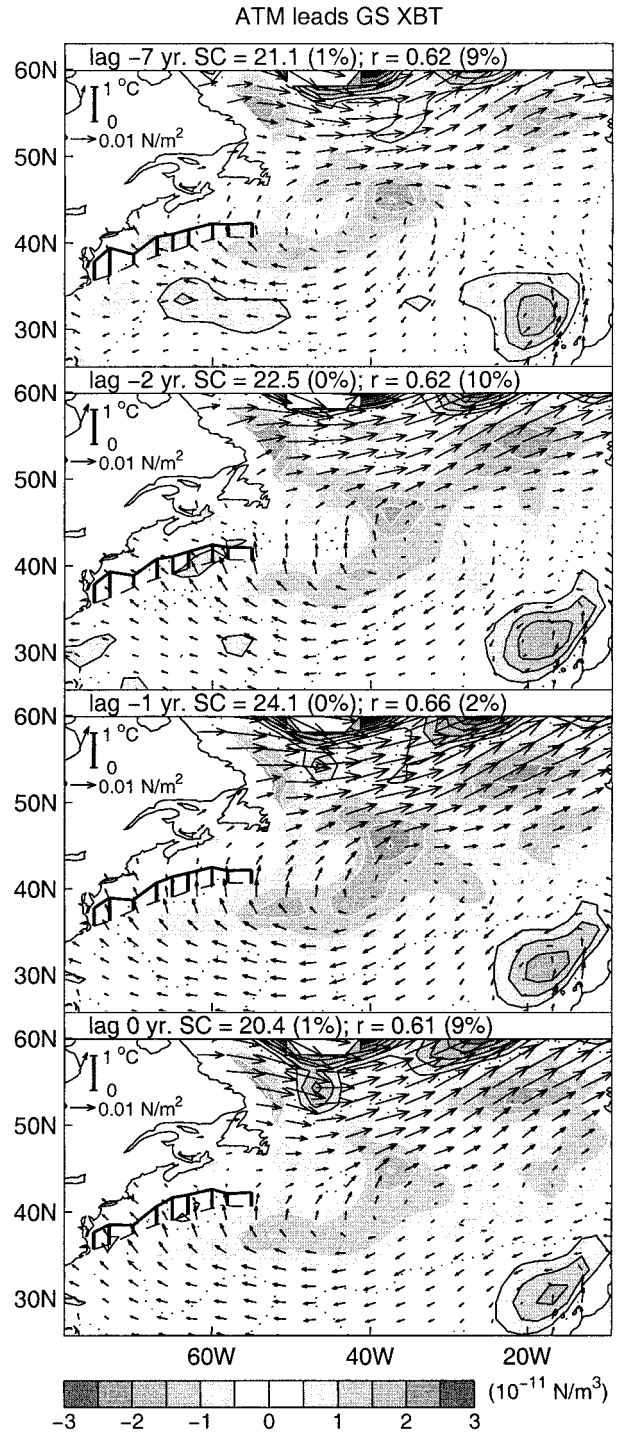 ATM leads GS XBT
lag −7 yr. SC = 21.1 (1%); r = 0.62 (9%)
60N
1 °C
0
0.01 N/m²
50N
40N
30N
lag −2 yr. SC = 22.5 (0%); r = 0.62 (10%)
60N
1 °C
0
0.01 N/m²
50N
40N
30N
lag −1 yr. SC = 24.1 (0%); r = 0.66 (2%)
60N
1 °C
0
0.01 N/m²
50N
40N
30N
lag 0 yr. SC = 20.4 (1%); r = 0.61 (9%)
60N
1 °C
0
0.01 N/m²
50N
40N
30N
60W 40W 20W
(10⁻¹¹ N/m³)
−3 −2 −1 0 1 2 3